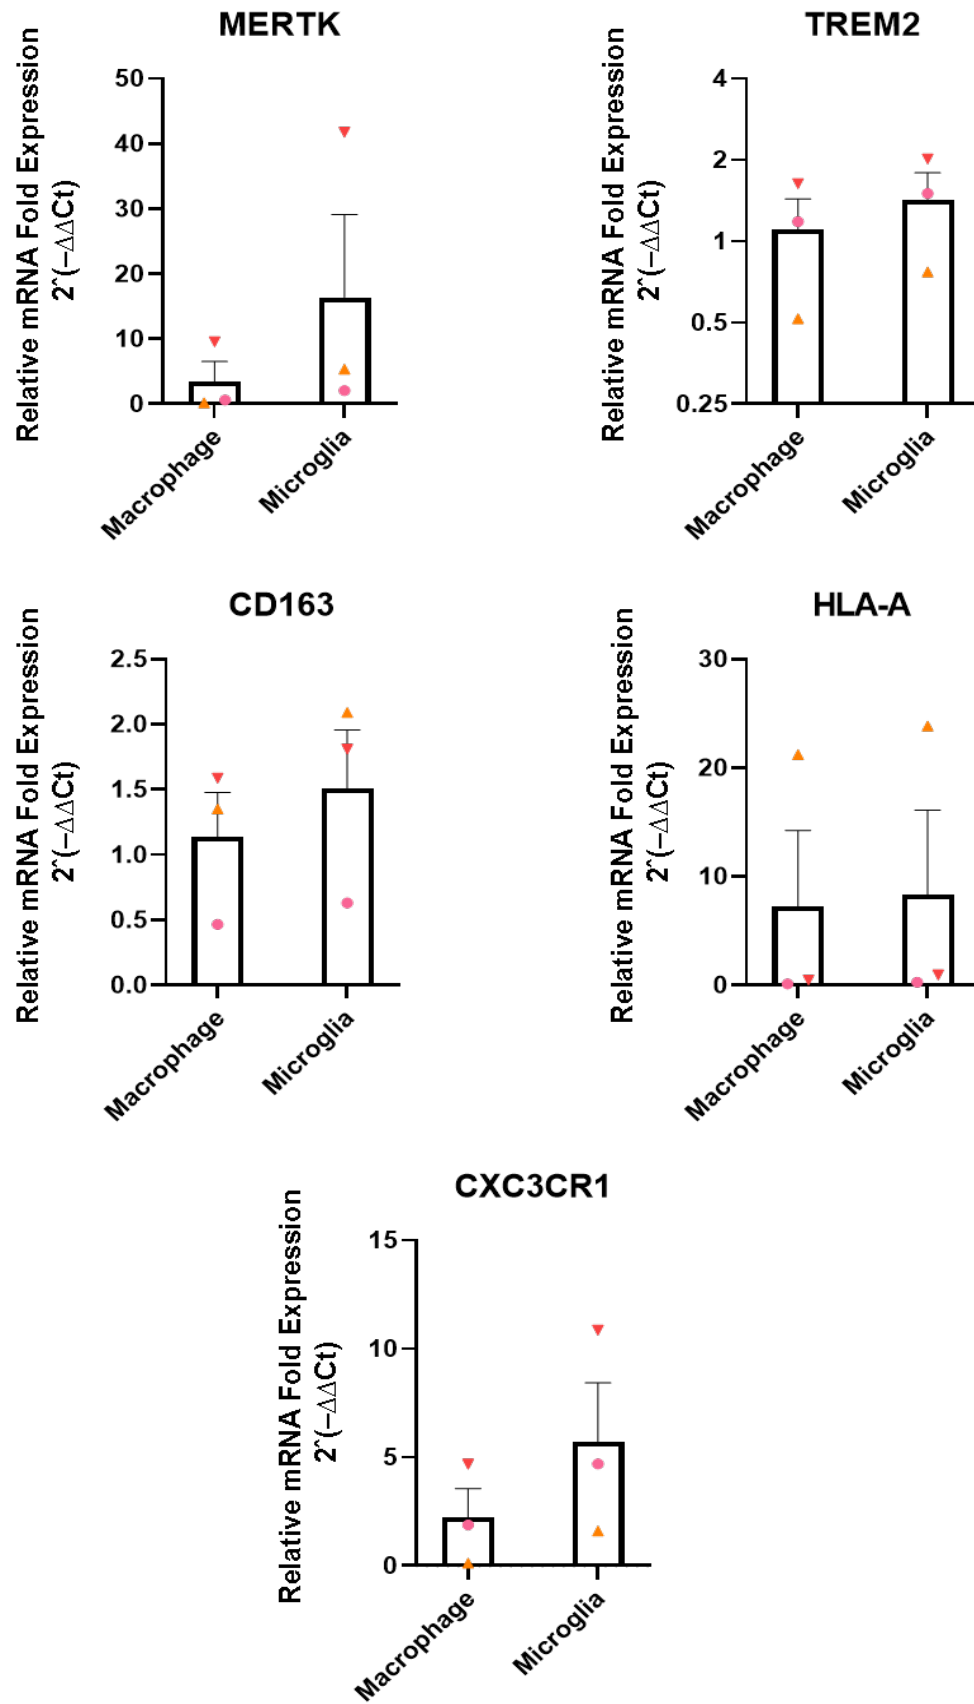 MERTK
Relative mRNA Fold Expression
2^(−ΔΔCt)
50
40
30
20
10
0
Macrophage
Microglia
TREM2
Relative mRNA Fold Expression
2^(−ΔΔCt)
4
2
1
0.5
0.25
Macrophage
Microglia
CD163
Relative mRNA Fold Expression
2^(−ΔΔCt)
2.5
2.0
1.5
1.0
0.5
0.0
Macrophage
Microglia
HLA-A
Relative mRNA Fold Expression
2^(−ΔΔCt)
30
20
10
0
Macrophage
Microglia
CXC3CR1
Relative mRNA Fold Expression
2^(−ΔΔCt)
15
10
5
0
Macrophage
Microglia